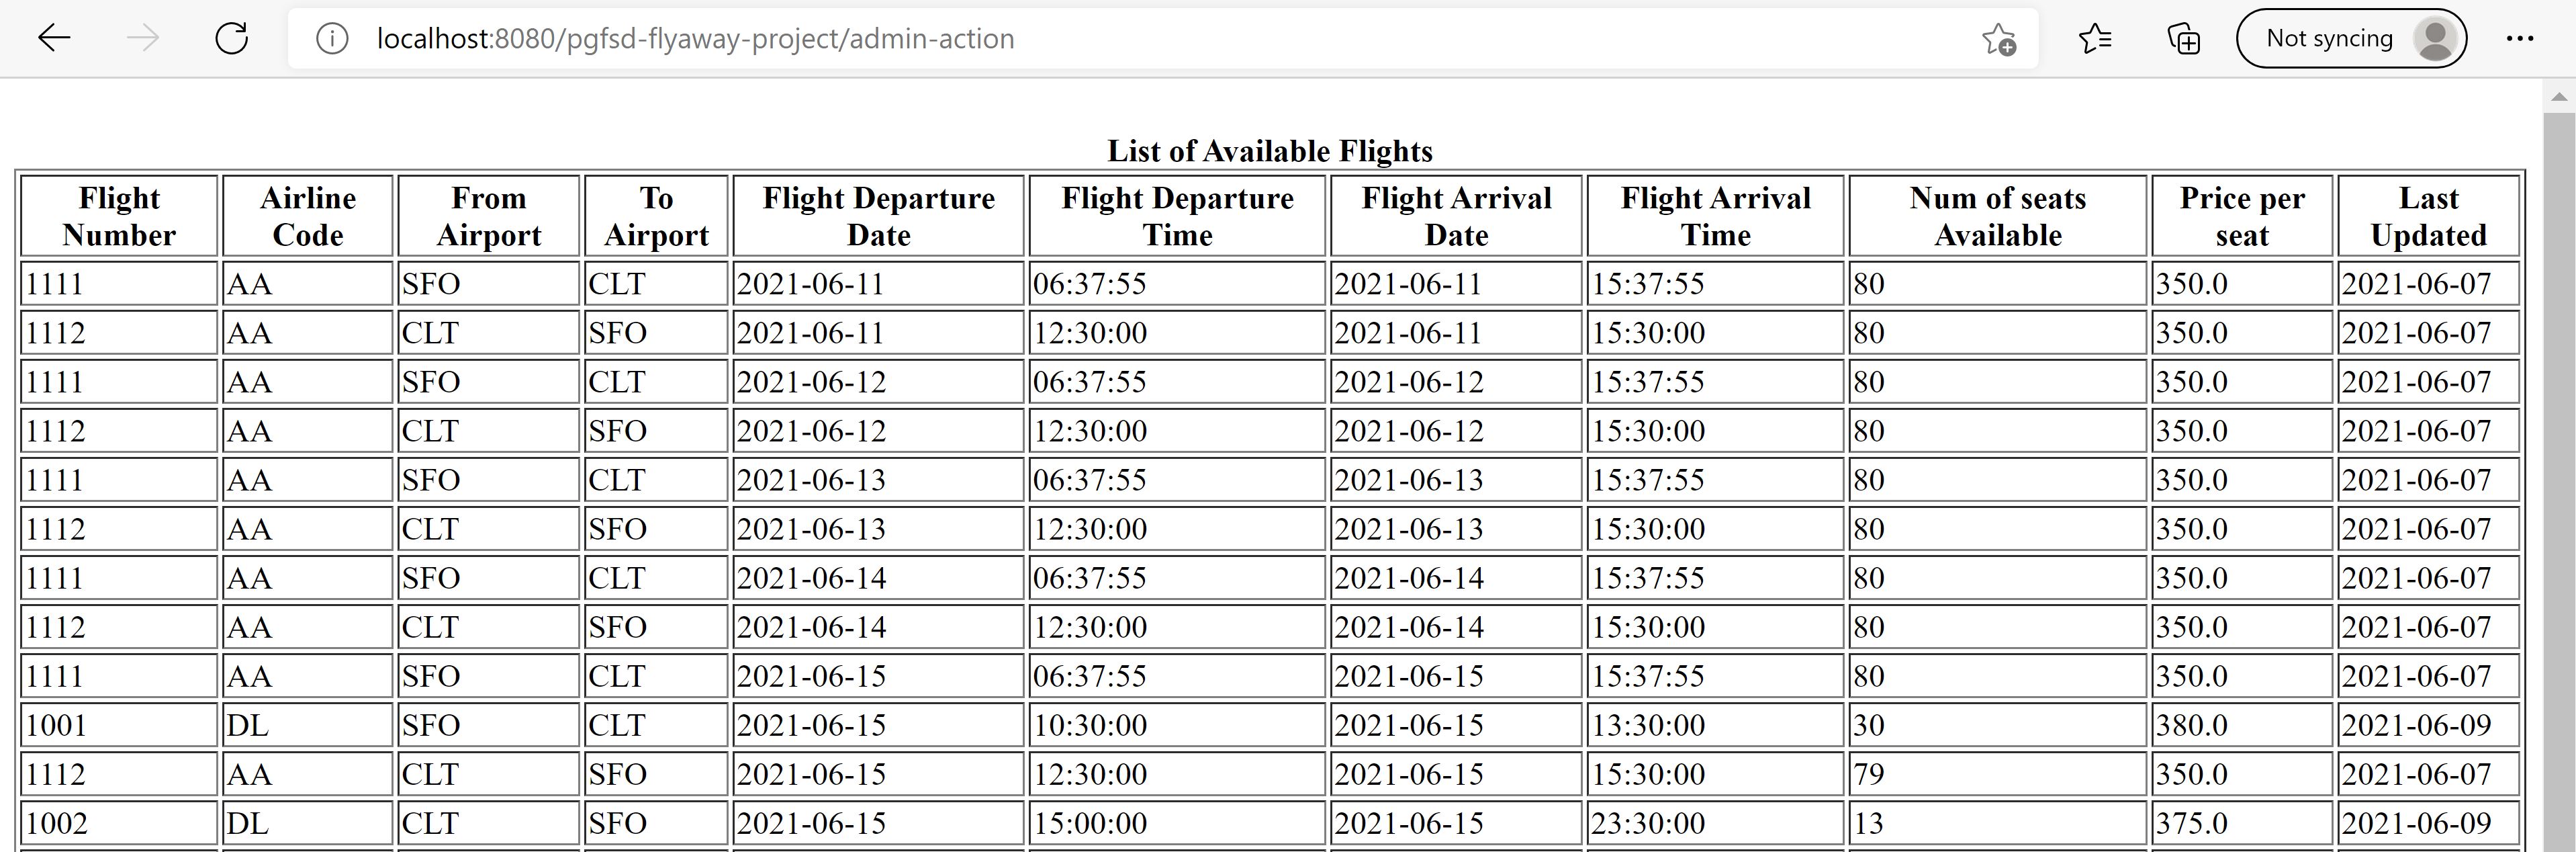 localhost:8080/pgfsd-flyaway-project/admin-action
Not syncing
List of Available Flights
Flight Number Airline Code From Airport To Airport Flight Departure Date Flight Departure Time Flight Arrival Date Flight Arrival Time Num of seats Available Price per seat Last Updated
1111 AA SFO CLT 2021-06-11 06:37:55 2021-06-11 15:37:55 80 350.0 2021-06-07
1112 AA CLT SFO 2021-06-11 12:30:00 2021-06-11 15:30:00 80 350.0 2021-06-07
1111 AA SFO CLT 2021-06-12 06:37:55 2021-06-12 15:37:55 80 350.0 2021-06-07
1112 AA CLT SFO 2021-06-12 12:30:00 2021-06-12 15:30:00 80 350.0 2021-06-07
1111 AA SFO CLT 2021-06-13 06:37:55 2021-06-13 15:37:55 80 350.0 2021-06-07
1112 AA CLT SFO 2021-06-13 12:30:00 2021-06-13 15:30:00 80 350.0 2021-06-07
1111 AA SFO CLT 2021-06-14 06:37:55 2021-06-14 15:37:55 80 350.0 2021-06-07
1112 AA CLT SFO 2021-06-14 12:30:00 2021-06-14 15:30:00 80 350.0 2021-06-07
1111 AA SFO CLT 2021-06-15 06:37:55 2021-06-15 15:37:55 80 350.0 2021-06-07
1001 DL SFO CLT 2021-06-15 10:30:00 2021-06-15 13:30:00 30 380.0 2021-06-09
1112 AA CLT SFO 2021-06-15 12:30:00 2021-06-15 15:30:00 79 350.0 2021-06-07
1002 DL CLT SFO 2021-06-15 15:00:00 2021-06-15 23:30:00 13 375.0 2021-06-09